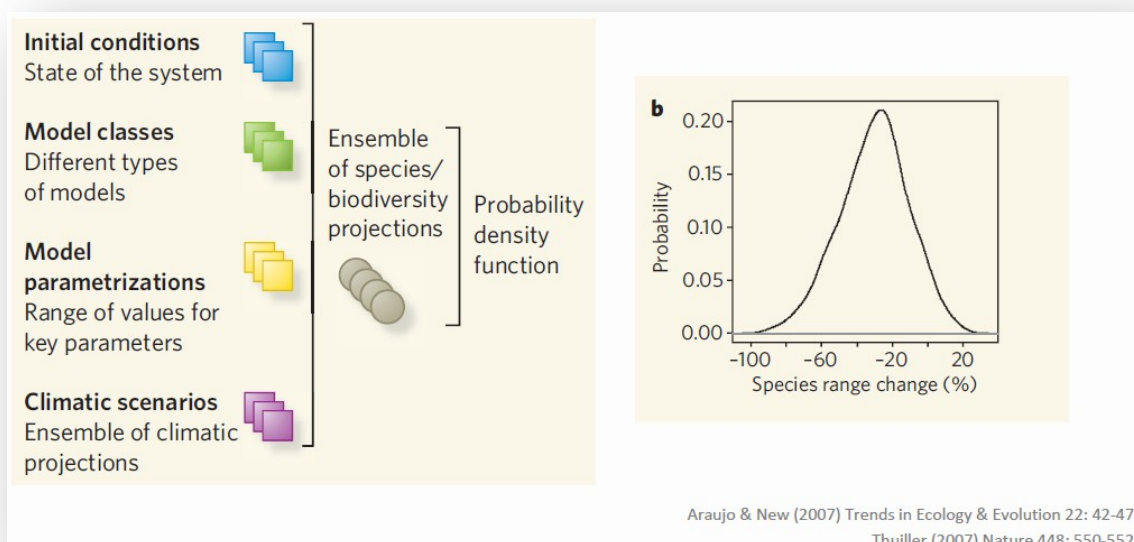 Initial conditions
State of the system
Model classes
Different types
of models
Model
parametrizations
Range of values for
key parameters
Climatic scenarios
Ensemble of climatic
projections
Ensemble
of species/
biodiversity
projections
Probability
density
function
b
Probability
0.20
0.15
0.10
0.05
0.00
-100 -60 -20 20
Species range change (%)
Araujo & New (2007) Trends in Ecology & Evolution 22: 42-47
Thuiller (2007) Nature 448: 550-552